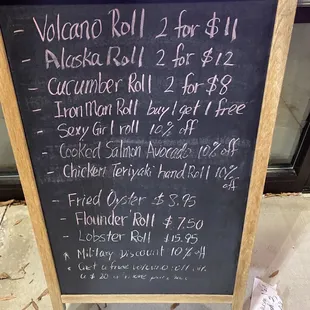 - Volcano Roll 2 for $11
- Alaska Roll 2 for $12
- Cucumber Roll 2 for $8
- Iron Man Roll buy 1 get 1 free
- Sexy Girl roll 10% off
- Cooked Salmon Avocado 10% off
- Chicken Teriyaki hand Roll 10%
off
- Fried Oyster $3.95
- Flounder Roll $7.50
- Lobster Roll $15.95
Military Discount 10% off
Get a free volcano roll
$20